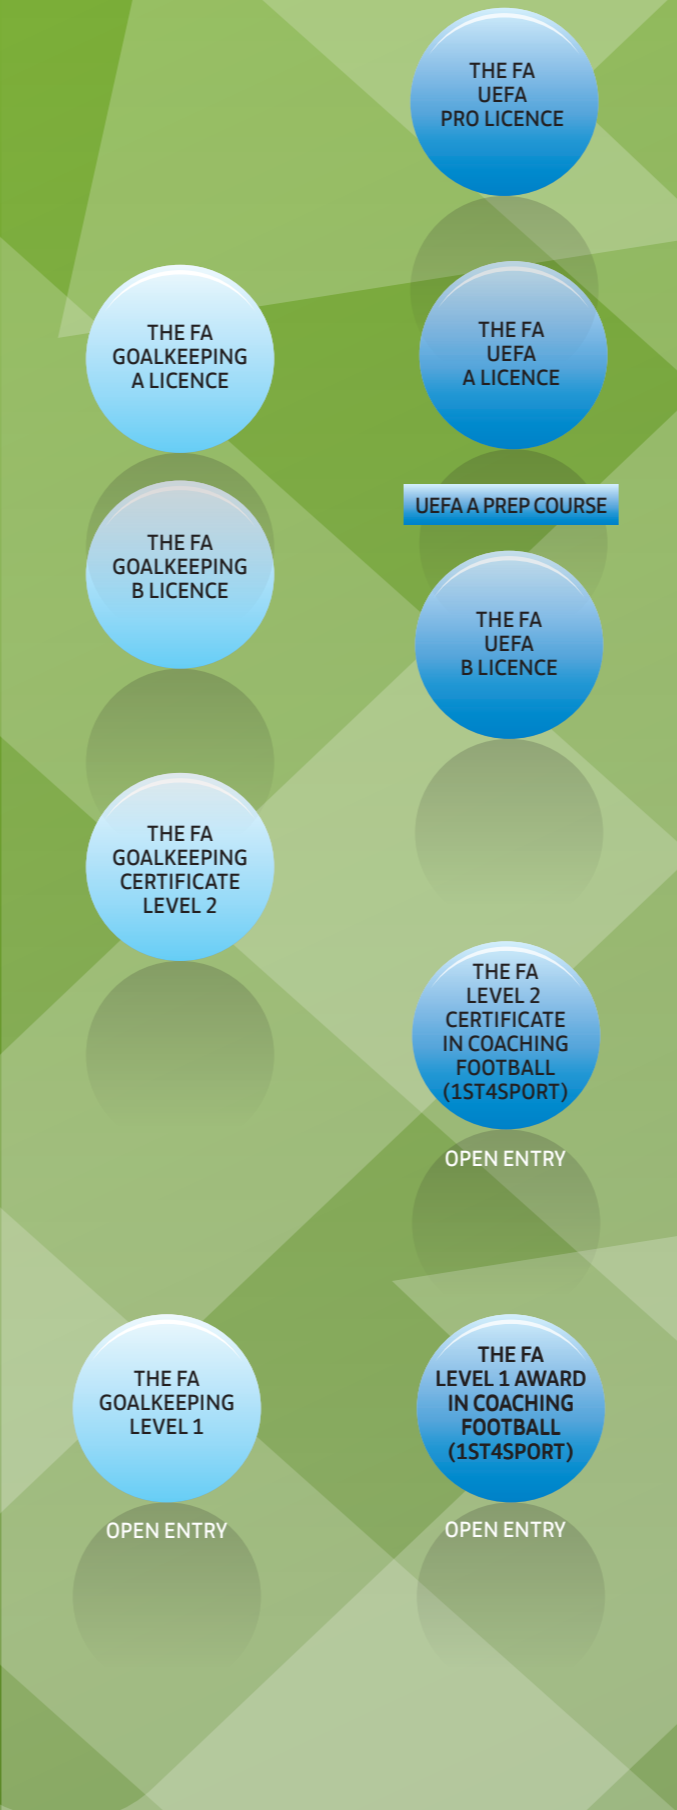 THE FA
UEFA
PRO LICENCE
THE FA
GOALKEEPING
A LICENCE
THE FA
UEFA
A LICENCE
UEFA A PREP COURSE
THE FA
GOALKEEPING
B LICENCE
THE FA
UEFA
B LICENCE
THE FA
GOALKEEPING
CERTIFICATE
LEVEL 2
THE FA
LEVEL 2
CERTIFICATE
IN COACHING
FOOTBALL
(1ST4SPORT)
OPEN ENTRY
THE FA
GOALKEEPING
LEVEL 1
OPEN ENTRY
THE FA
LEVEL 1 AWARD
IN COACHING
FOOTBALL
(1ST4SPORT)
OPEN ENTRY